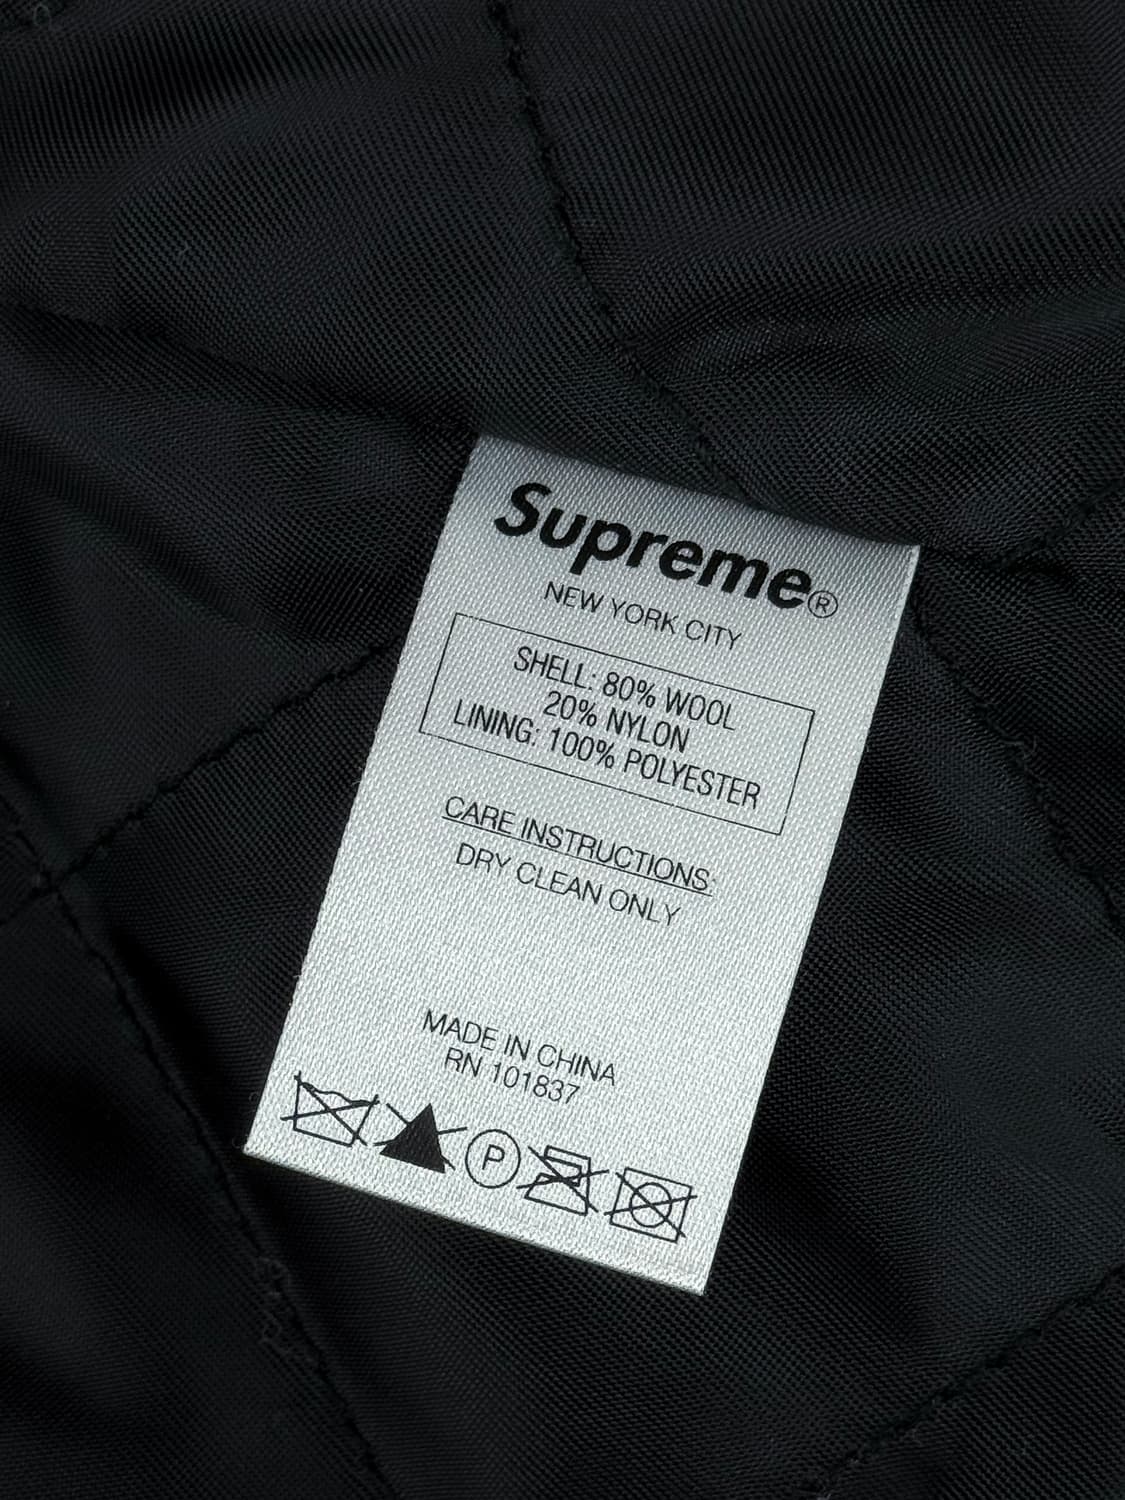 Supreme®
NEW YORK CITY
SHELL: 80% WOOL
20% NYLON
LINING: 100% POLYESTER
CARE INSTRUCTIONS:
DRY CLEAN ONLY
MADE IN CHINA
RN 101837
P